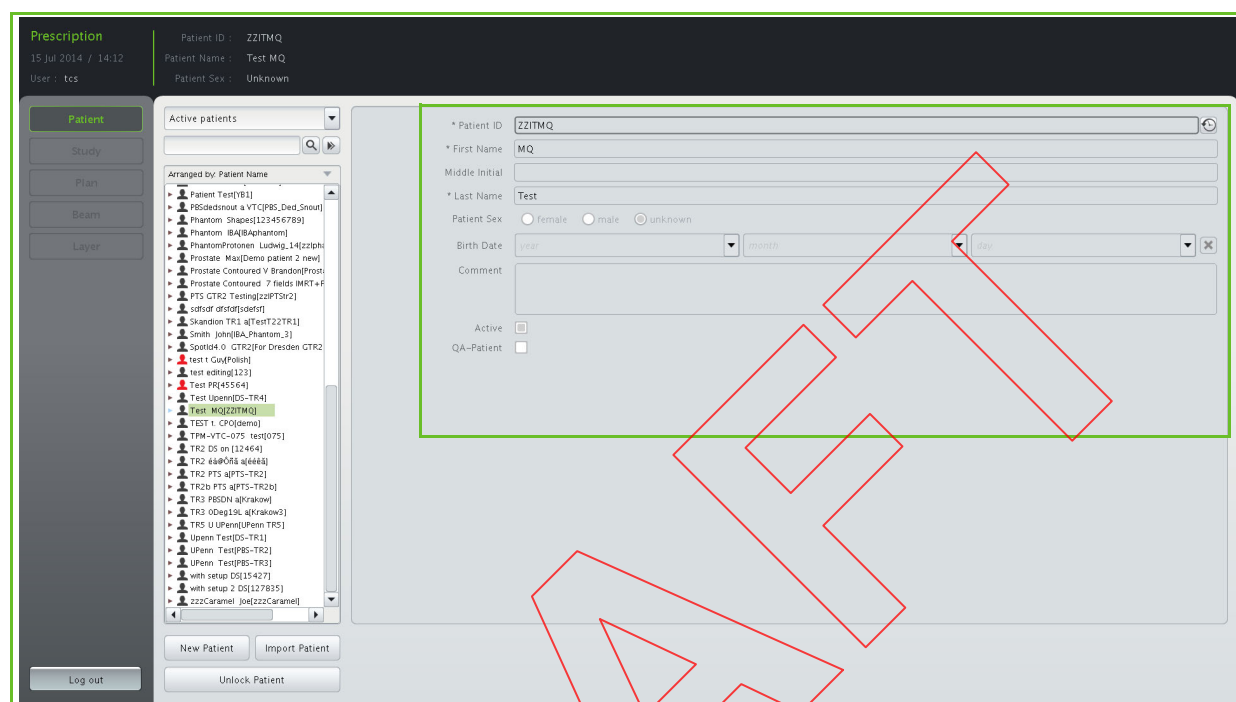 Prescription
15 Jul 2014 / 14:12
User : tcs
Patient ID : ZZITMQ
Patient Name : Test MQ
Patient Sex : Unknown
Patient
Study
Plan
Beam
Layer
Log out
Active patients
Arranged by: Patient Name
Patient Test[YB1]
PBSdedsnout a VTC[PBS_Ded_Snout]
Phantom Shapes[123456789]
Phantom IBA[IBAphantom]
PhantomProtonen Ludwig_14[zzIpha
Prostate Max[Demo patient 2 new]
Prostate Contoured V Brandon[Prosta
Prostate Contoured 7 fields IMRT+P
PTS GTR2 Testing[zzIPTStr2]
sdfsdf dfsfdf[sdefsf]
Skandion TR1 a[TestT22TR1]
Smith John[IBA_Phantom_3]
SpotId4.0 GTR2[For Dresden GTR2
test t Guy[Polish]
test editing[123]
Test PR[45564]
Test Upenn[DS-TR4]
Test MQ[ZZITMQ]
TEST t. CPO[demo]
TPM-VTC-075 test[075]
TR2 DS on [12464]
TR2 PTS a[PTS-TR2]
TR2b PTS a[PTS-TR2b]
TR3 PBSDN a[Krakow]
TR3 0Deg19L a[Krakow3]
TR5 U UPenn[UPenn TR5]
Upenn Test[DS-TR1]
UPenn Test[PBS-TR2]
UPenn Test[PBS-TR3]
with setup DS[15427]
with setup 2 DS[127835]
zzzCaramel Joe[zzzCaramel]
New Patient
Import Patient
Unlock Patient
* Patient ID ZZITMQ
* First Name MQ
Middle Initial
* Last Name Test
Patient Sex female male unknown
Birth Date year month day
Comment
Active
QA-Patient